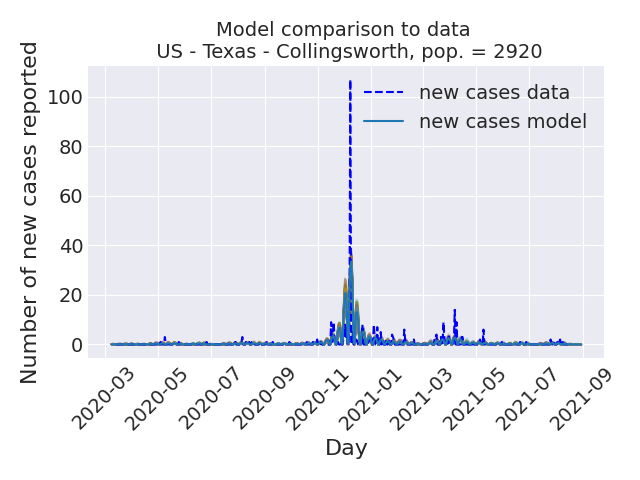 Model comparison to data
US - Texas - Collingsworth, pop. = 2920
Number of new cases reported
100
80
60
40
20
0
new cases data
new cases model
2020-03
2020-05
2020-07
2020-09
2020-11
2021-01
2021-03
2021-05
2021-07
2021-09
Day